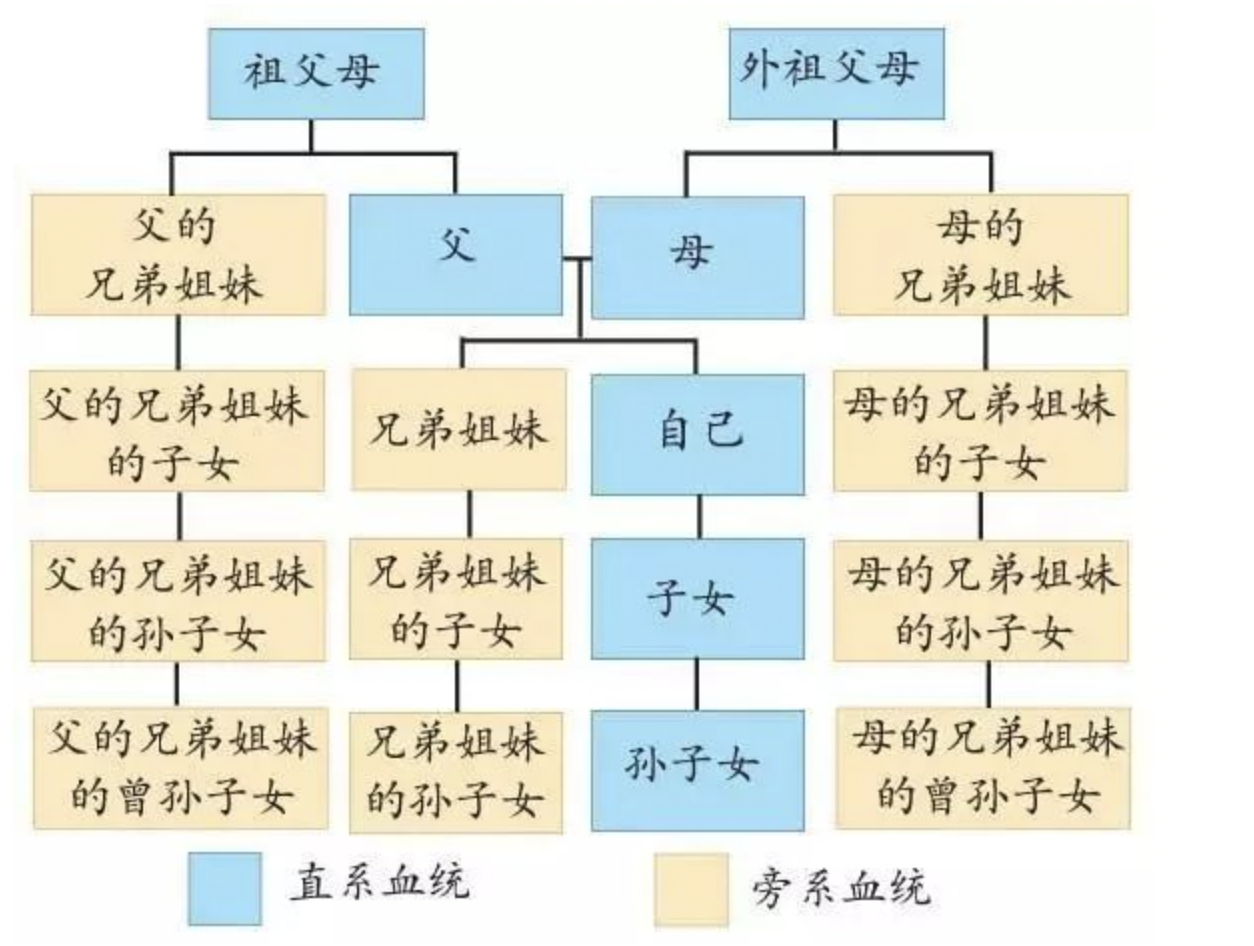 祖父母
外祖父母
父的
兄弟姐妹
父
母
母的
兄弟姐妹
父的兄弟姐妹
的子女
兄弟姐妹
自己
母的兄弟姐妹
的子女
父的兄弟姐妹
的孙子女
兄弟姐妹
的子女
子女
母的兄弟姐妹
的孙子女
父的兄弟姐妹
的曾孙子女
兄弟姐妹
的孙子女
孙子女
母的兄弟姐妹
的曾孙子女
直系血统
旁系血统